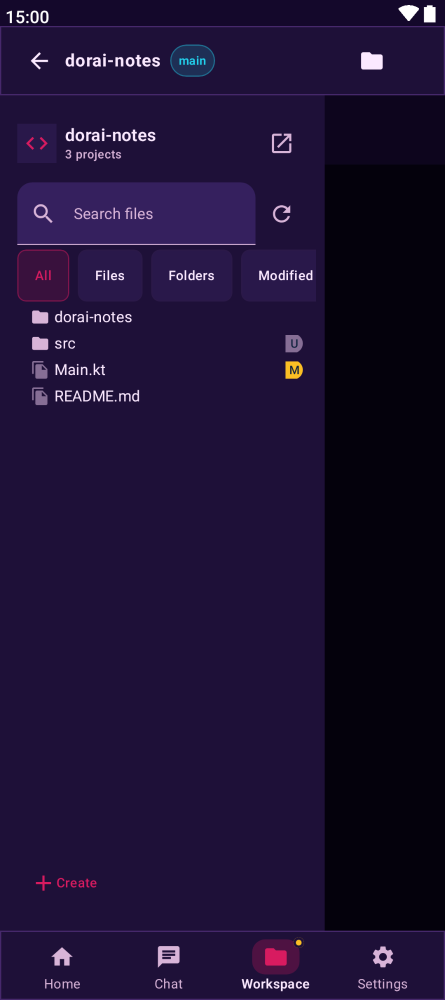 15:00
dorai-notes main
dorai-notes
3 projects
Search files
All Files Folders Modified
dorai-notes
src U
Main.kt M
README.md
Create
Home Chat Workspace Settings